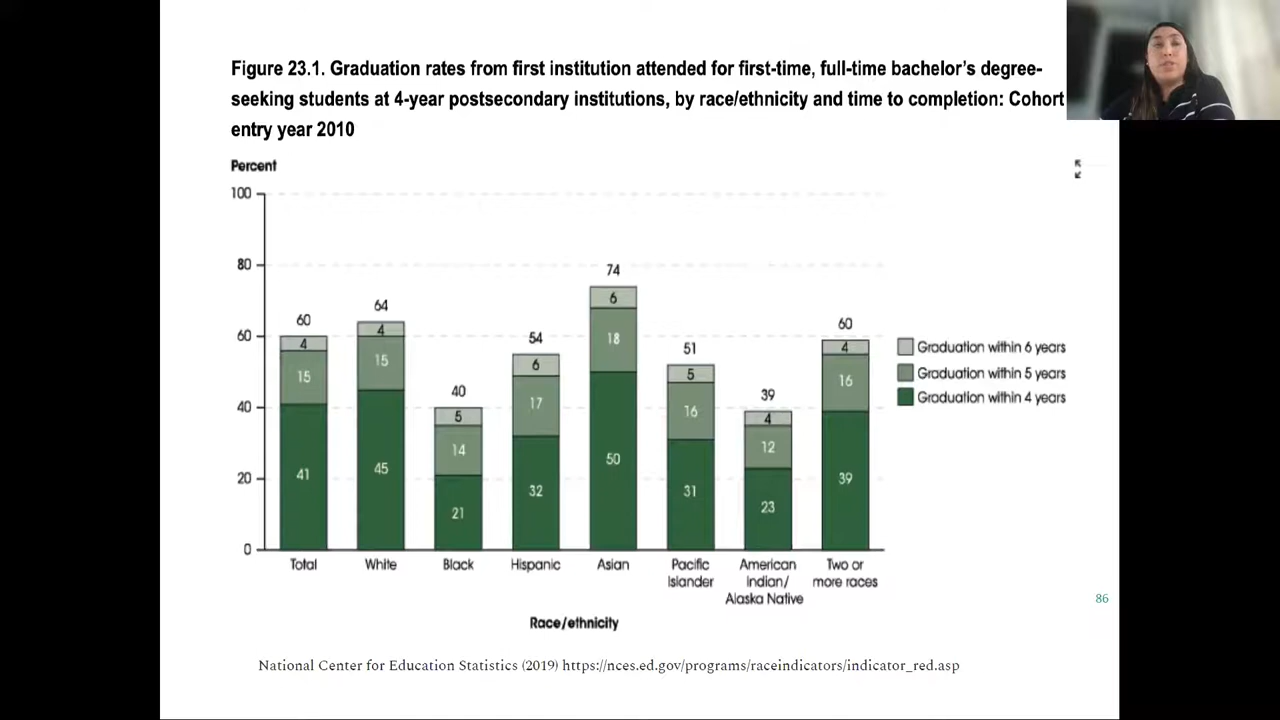 Figure 23.1. Graduation rates from first institution attended for first-time, full-time bachelor's degree-
seeking students at 4-year postsecondary institutions, by race/ethnicity and time to completion: Cohort
entry year 2010
Percent
100
80
60
40
20
0
60
4
15
41
64
4
15
45
40
5
14
21
54
6
17
32
74
6
18
50
51
5
16
31
39
4
12
23
60
4
16
39
Graduation within 6 years
Graduation within 5 years
Graduation within 4 years
Total
White
Black
Hispanic
Asian
Pacific
Islander
American
Indian/
Alaska Native
Two or
more races
Race/ethnicity
86
National Center for Education Statistics (2019) https://nces.ed.gov/programs/raceindicators/indicator_red.asp